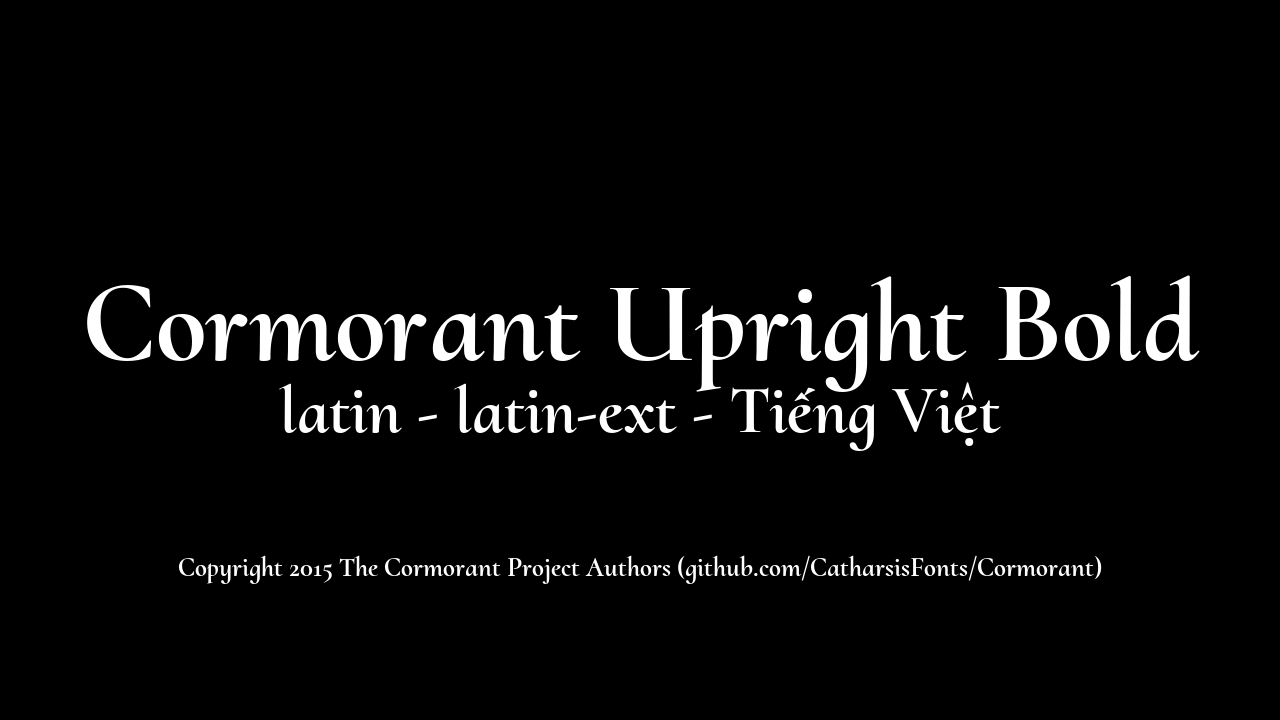 Cormorant Upright Bold
latin - latin-ext - Tiếng Việt
Copyright 2015 The Cormorant Project Authors (github.com/CatharsisFonts/Cormorant)